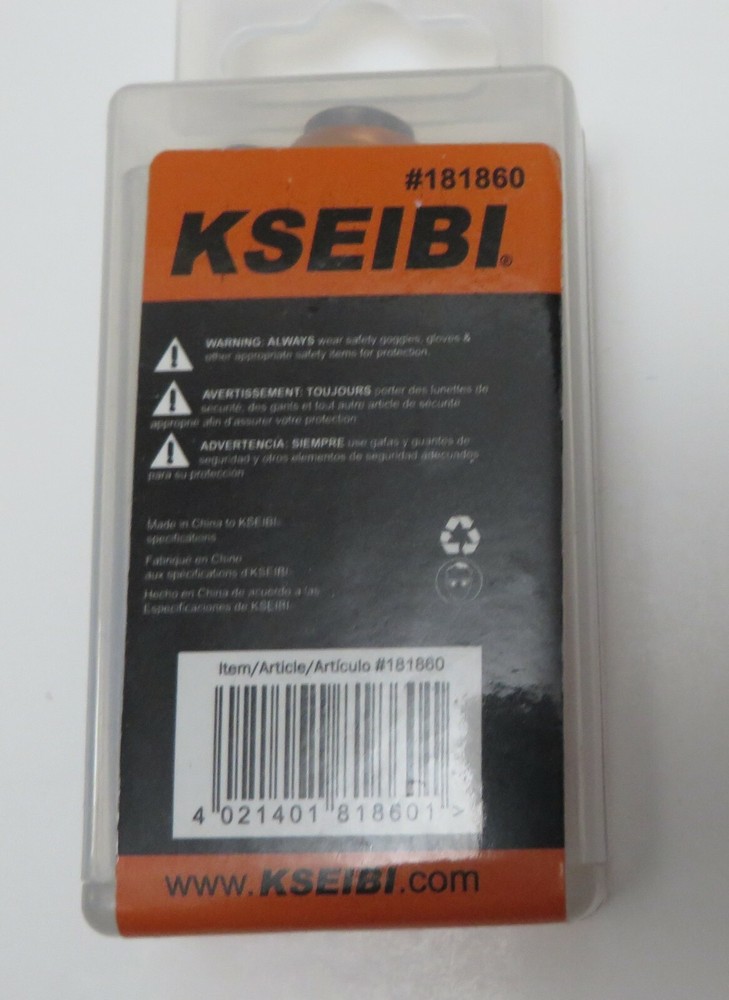 #181860
KSEIBI®
WARNING: ALWAYS wear safety goggles, gloves &
other appropriate safety items for protection.
AVERTISSEMENT: TOUJOURS porter des lunettes de
securité, des gants et tout autre article de sécurité
approprié afin d'assurer votre protection
ADVERTENCIA: SIEMPRE use gafas y guantes de
seguridad y otros elementos de seguridad adecuados
para su protección
Made in China to KSEIBI
specifications
Fabriqué en Chine
aux spécifications d'KSEIBI
Hecho en China de acuerdo a las
Especificaciones de KSEIBI
Item/Article/Artículo #181860
4 021401 818601 >
www.KSEIBI.com